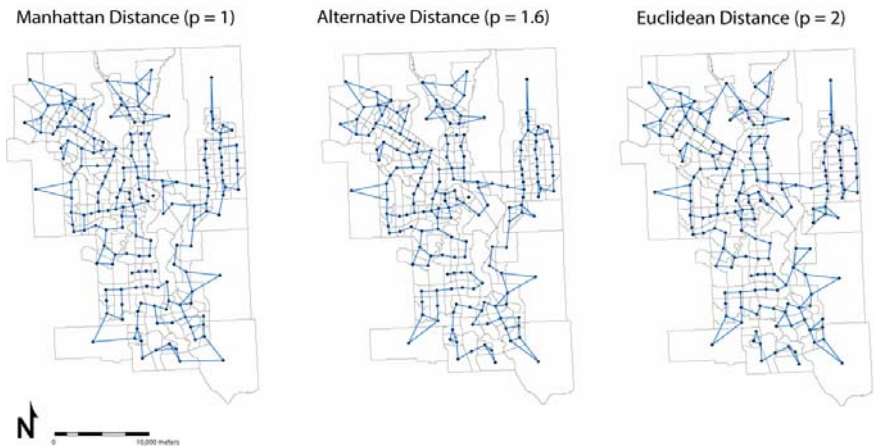 Manhattan Distance (p = 1)
Alternative Distance (p = 1.6)
Euclidean Distance (p = 2)
N
0 10,000 meters